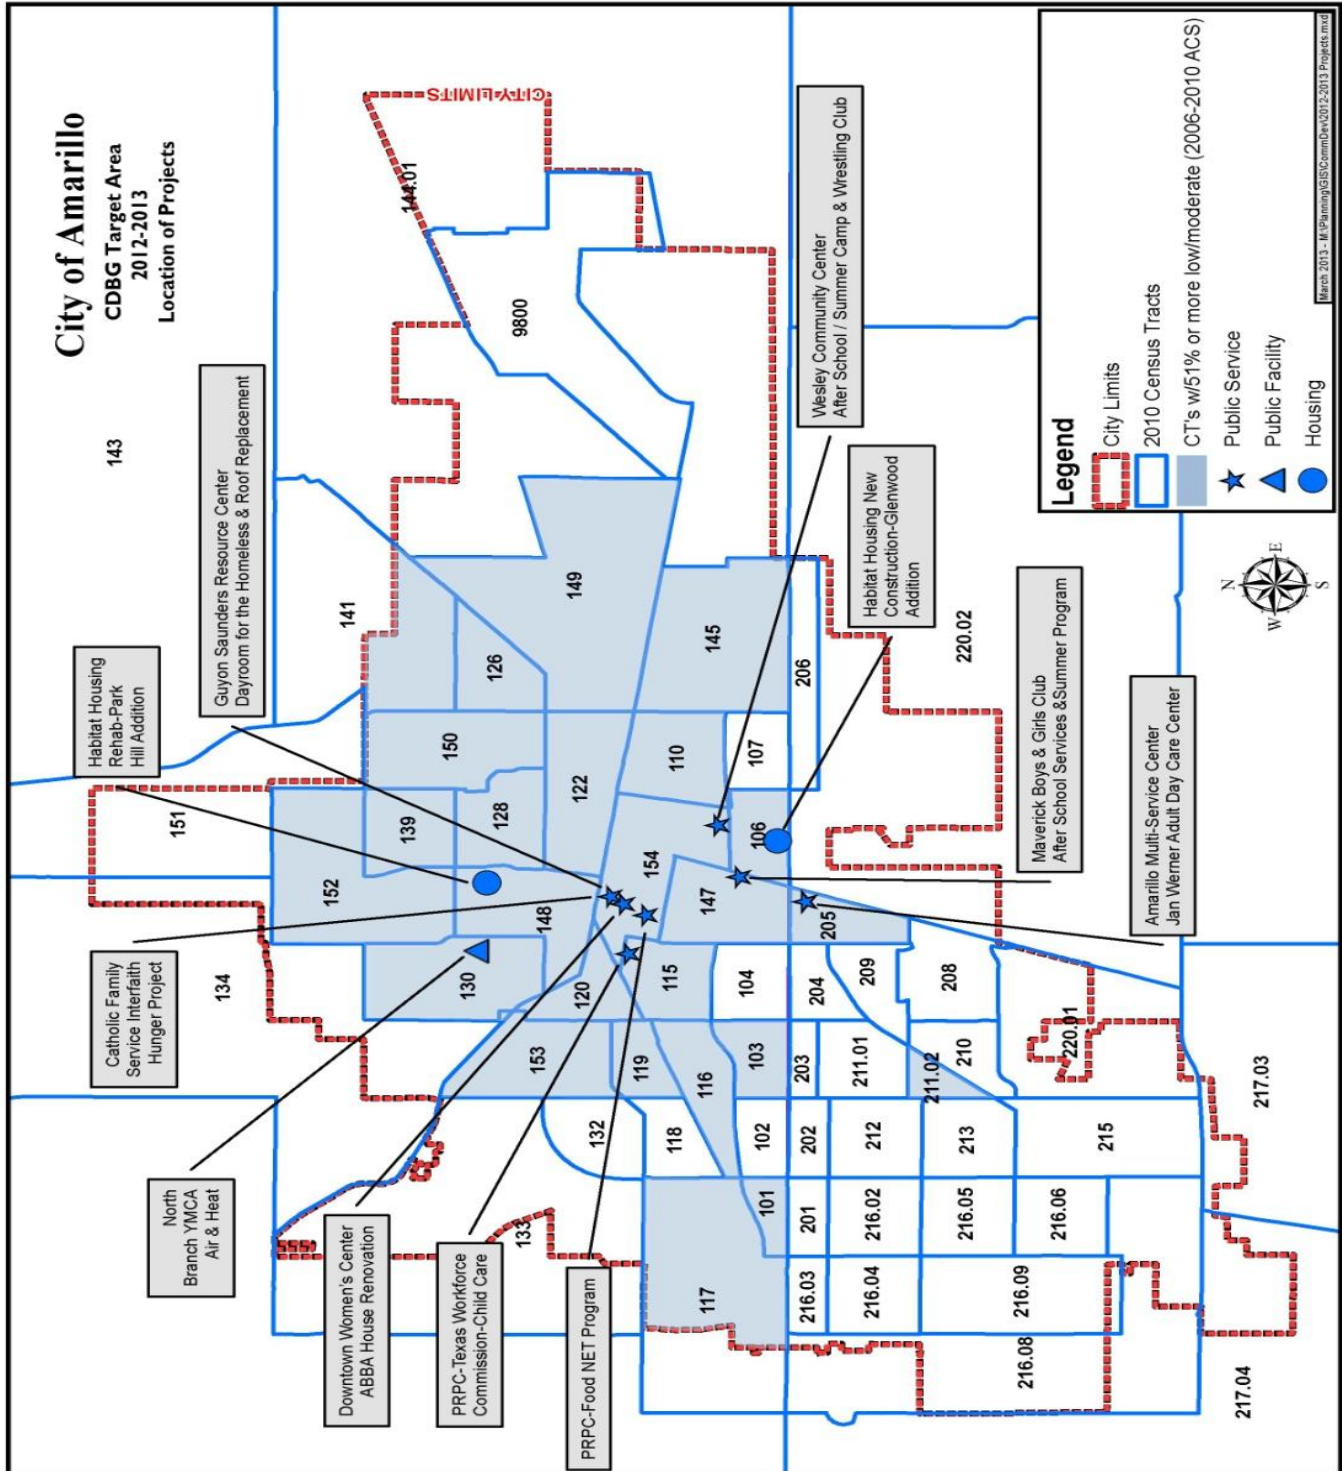 City of Amarillo
CDBG Target Area
2012-2013
Location of Projects
CITY LIMITS
North
Branch YMCA
Air & Heat
Catholic Family
Service Interfaith
Hunger Project
Habitat Housing
Rehab-Park
Hill Addition
Guyon Saunders Resource Center
Dayroom for the Homeless & Roof Replacement
Downtown Women's Center
ABBA House Renovation
PRPC-Texas Workforce
Commission-Child Care
PRPC-Food NET Program
Wesley Community Center
After School / Summer Camp & Wrestling Club
Habitat Housing New
Construction-Glenwood
Addition
Maverick Boys & Girls Club
After School Services &Summer Program
Amarillo Multi-Service Center
Jan Werner Adult Day Care Center
143
144.01
9800
141
151
134
152
139
150
126
149
130
148
128
122
120
153
132
133
119
118
116
115
154
110
145
147
106
107
206
117
101
102
103
104
205
204
203
202
201
216.03
216.04
216.02
212
211.01
209
208
210
211.02
213
216.05
216.09
216.08
216.06
215
220.01
220.02
217.03
217.04
N
W
E
S
Legend
City Limits
2010 Census Tracts
CT's w/51% or more low/moderate (2006-2010 ACS)
Public Service
Public Facility
Housing
March 2013 - M:\Planning\GIS\CommDev\2012-2013 Projects.mxd